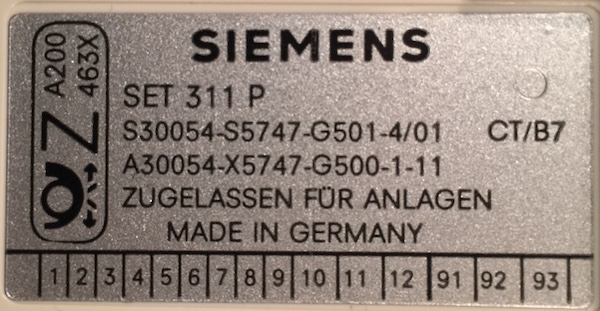 SIEMENS
A200
463X
Z
SET 311 P
S30054-S5747-G501-4/01 CT/B7
A30054-X5747-G500-1-11
ZUGELASSEN FÜR ANLAGEN
MADE IN GERMANY
1 2 3 4 5 6 7 8 9 10 11 12 91 92 93